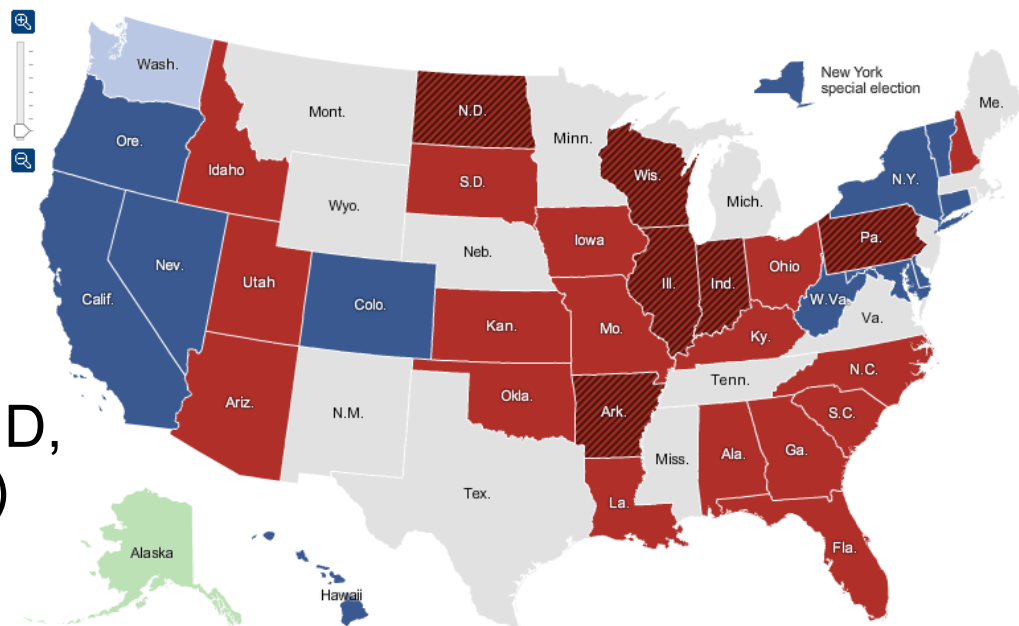 Wash.
Mont.
N.D.
Minn.
New York
special election
Me.
Ore.
Idaho
S.D.
Wis.
Mich.
N.Y.
Wyo.
Neb.
Iowa
Pa.
Nev.
Utah
Colo.
Ill.
Ind.
Ohio
Calif.
Kan.
Mo.
Ky.
W.Va.
Va.
Ariz.
N.M.
Okla.
Ark.
Tenn.
N.C.
S.C.
D,
)
Tex.
La.
Miss.
Ala.
Ga.
Fla.
Alaska
Hawaii